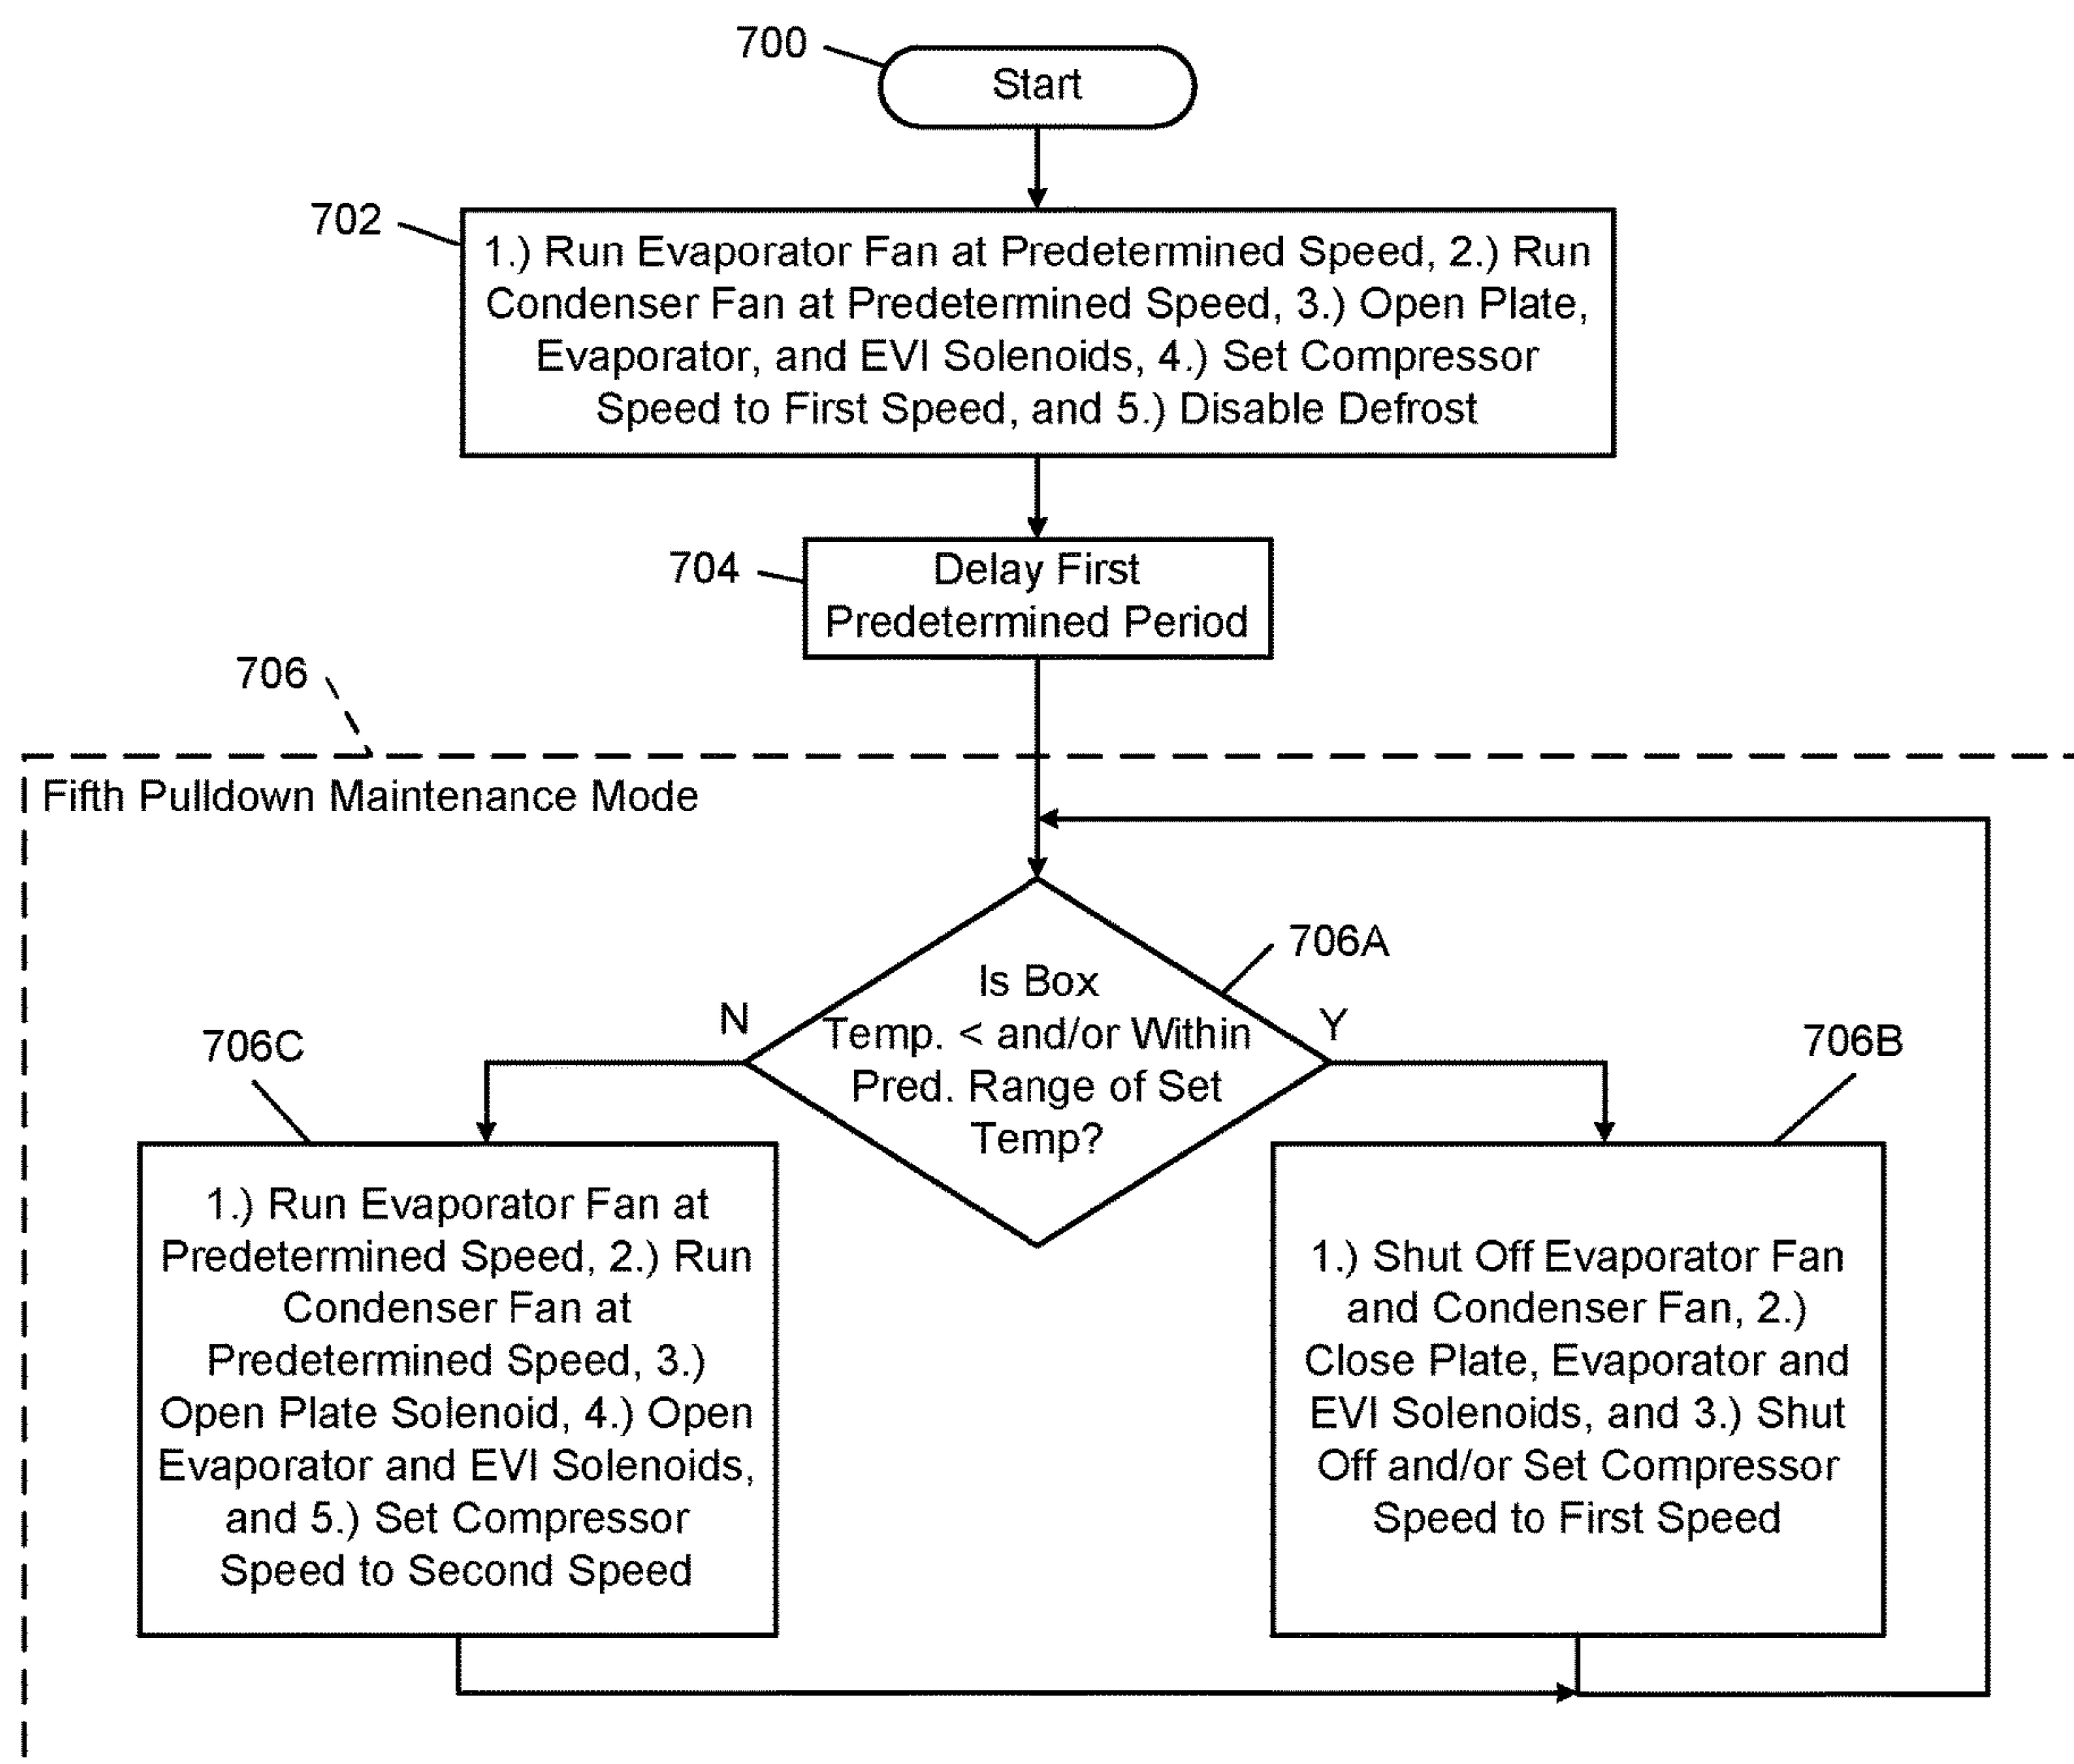 700
Start
702
1.) Run Evaporator Fan at Predetermined Speed, 2.) Run
Condenser Fan at Predetermined Speed, 3.) Open Plate,
Evaporator, and EVI Solenoids, 4.) Set Compressor
Speed to First Speed, and 5.) Disable Defrost
704
Delay First
Predetermined Period
706
Fifth Pulldown Maintenance Mode
706A
Is Box
Temp. < and/or Within
Pred. Range of Set
Temp?
N
Y
706C
1.) Run Evaporator Fan at
Predetermined Speed, 2.) Run
Condenser Fan at
Predetermined Speed, 3.)
Open Plate Solenoid, 4.) Open
Evaporator and EVI Solenoids,
and 5.) Set Compressor
Speed to Second Speed
706B
1.) Shut Off Evaporator Fan
and Condenser Fan, 2.)
Close Plate, Evaporator and
EVI Solenoids, and 3.) Shut
Off and/or Set Compressor
Speed to First Speed